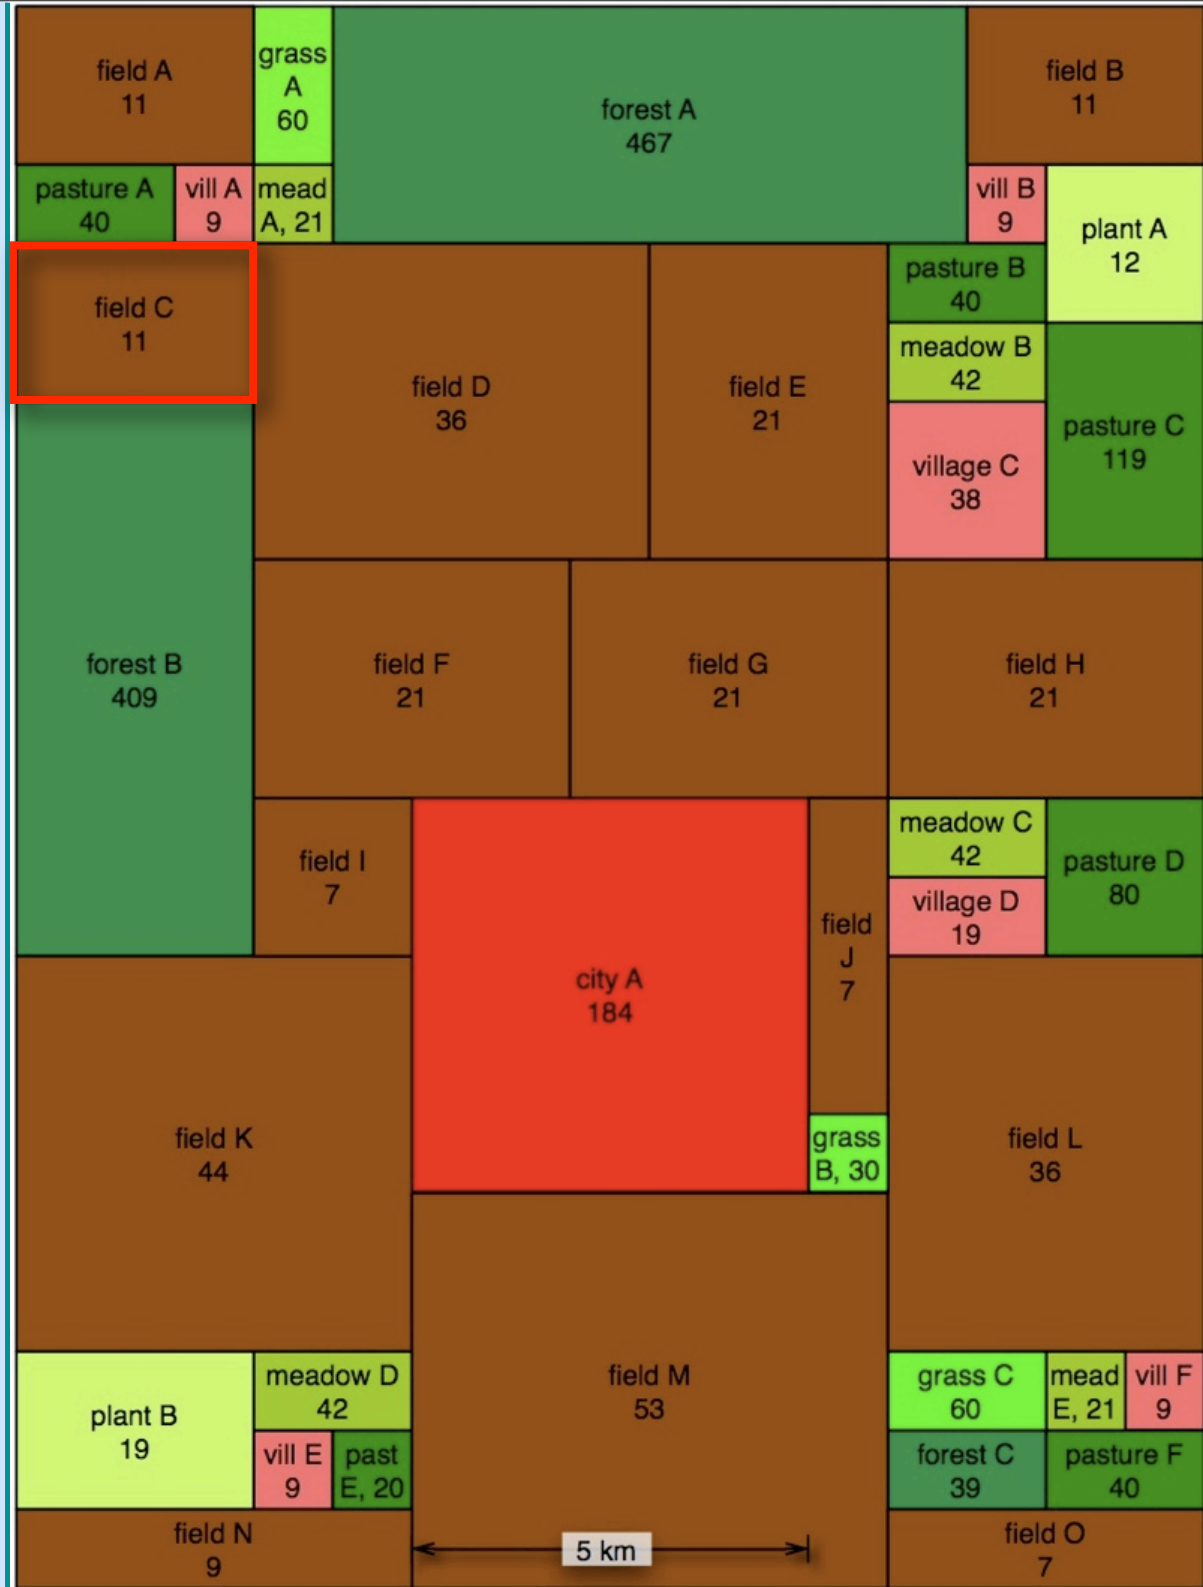 field A
11
grass
A
60
forest A
467
field B
11
pasture A
40
vill A
9
mead
A, 21
vill B
9
plant A
12
field C
11
field D
36
field E
21
pasture B
40
meadow B
42
village C
38
pasture C
119
forest B
409
field F
21
field G
21
field H
21
field I
7
city A
184
field
J
7
meadow C
42
village D
19
pasture D
80
grass
B, 30
field K
44
field L
36
plant B
19
meadow D
42
vill E
9
past
E, 20
field M
53
grass C
60
mead
E, 21
vill F
9
forest C
39
pasture F
40
field N
9
5 km
field O
7